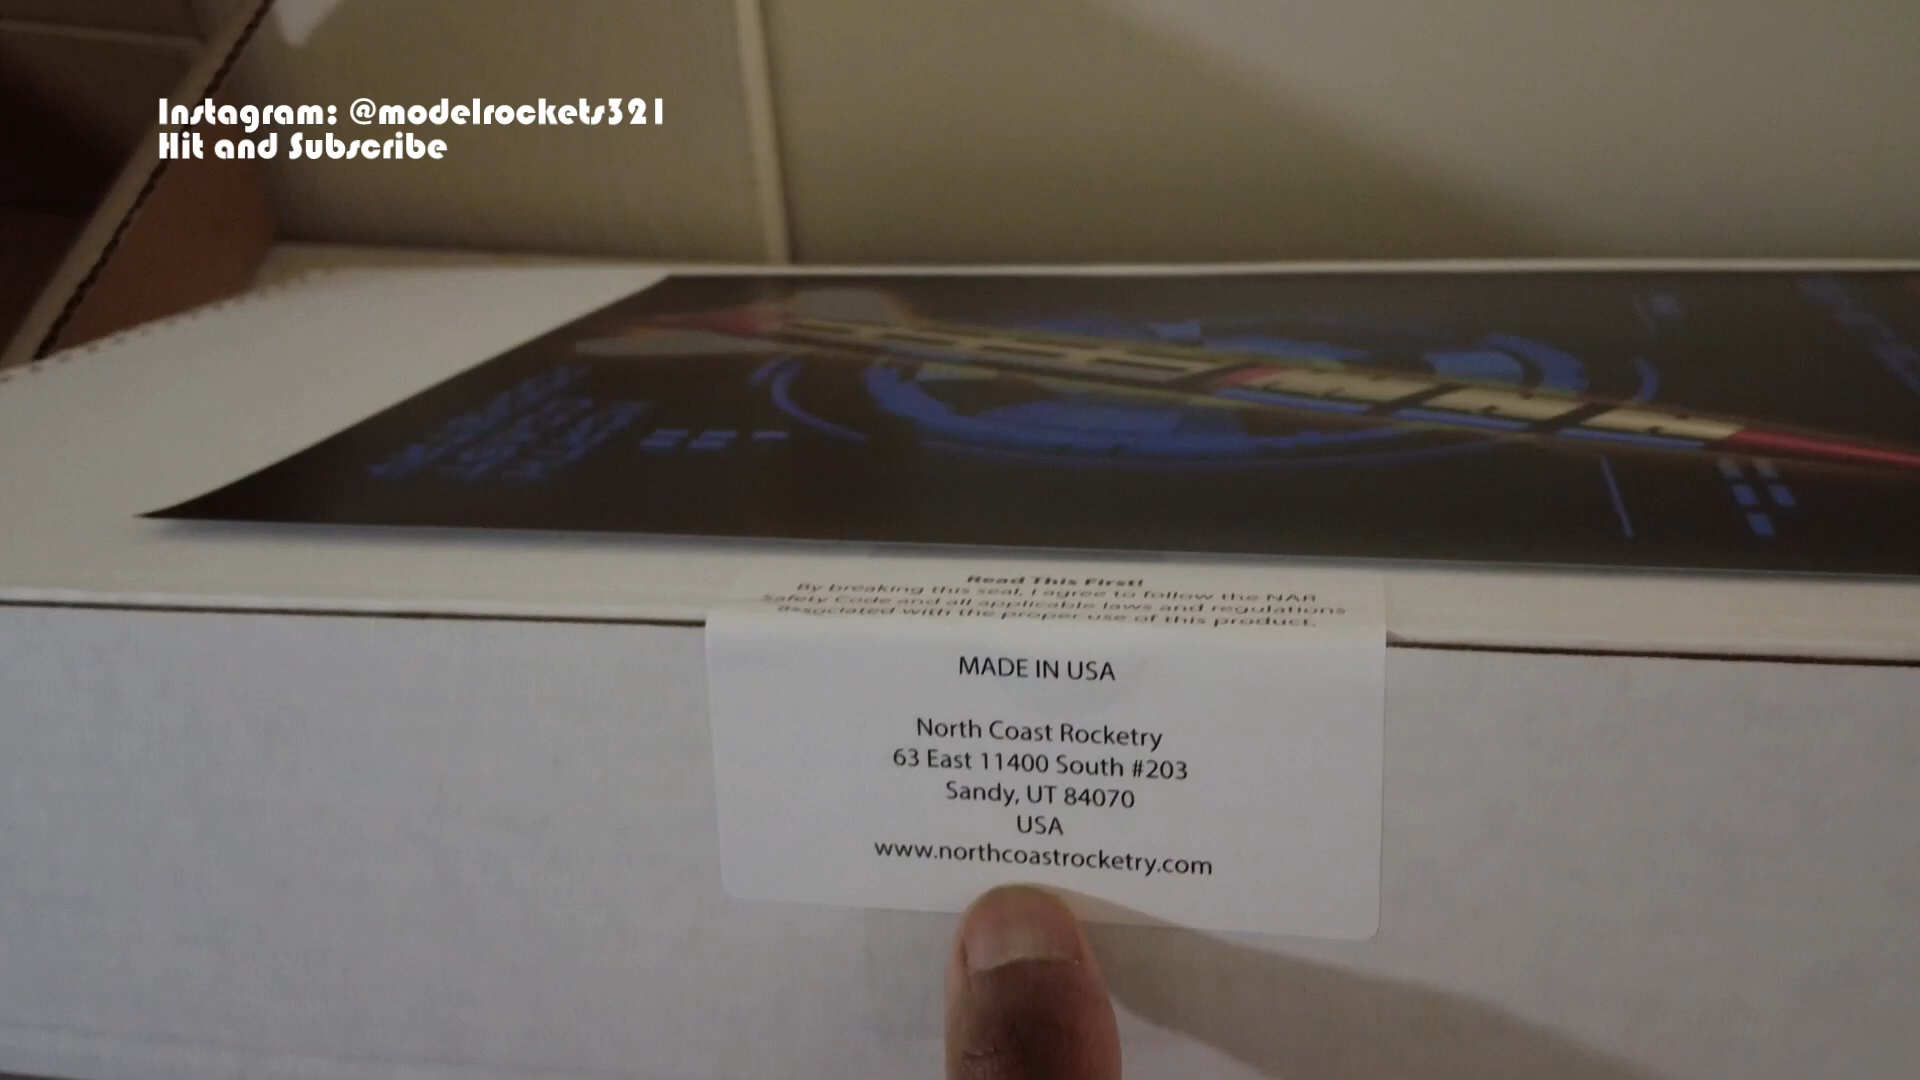 Instagram: @modelrockets321
Hit and Subscribe
Read This First!
By breaking this seal, I agree to follow the NAR
Safety Code and all applicable laws and regulations
associated with the proper use of this product.
MADE IN USA
North Coast Rocketry
63 East 11400 South #203
Sandy, UT 84070
USA
www.northcoastrocketry.com